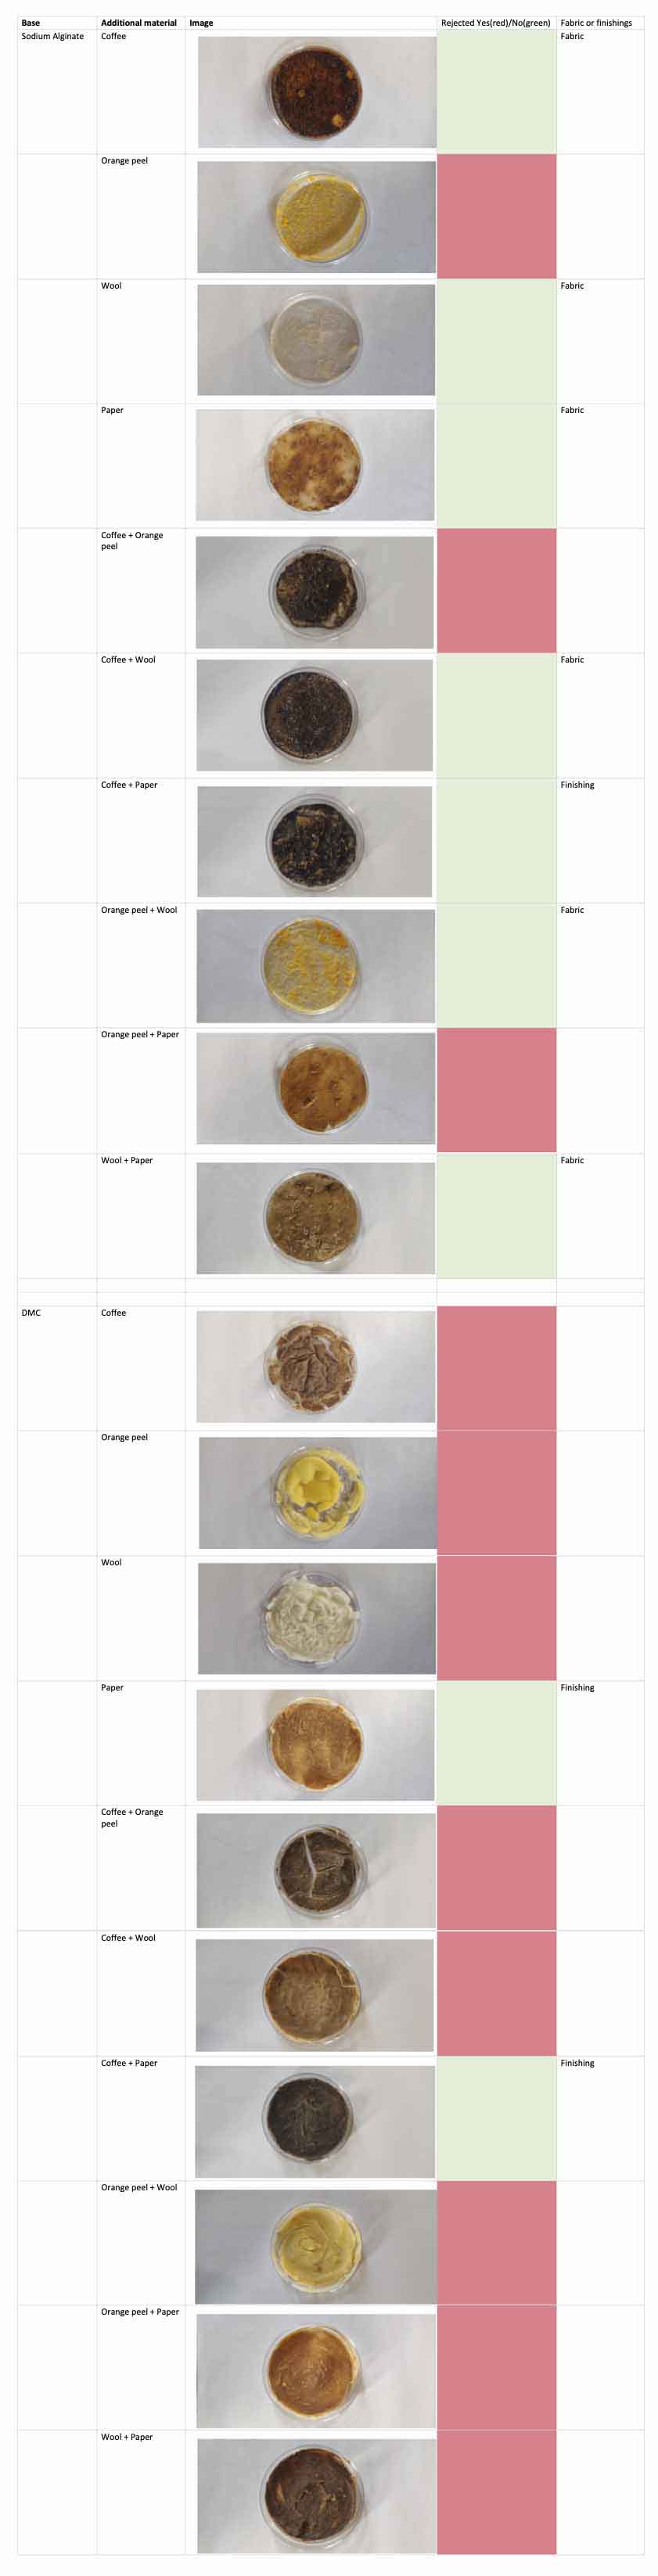 Base Additional material Image Rejected Yes(red)/No(green) Fabric or finishings
Sodium Alginate Coffee Fabric
Orange peel
Wool Fabric
Paper Fabric
Coffee + Orange
peel
Coffee + Wool Fabric
Coffee + Paper Finishing
Orange peel + Wool Fabric
Orange peel + Paper
Wool + Paper Fabric
DMC Coffee
Orange peel
Wool
Paper Finishing
Coffee + Orange
peel
Coffee + Wool
Coffee + Paper Finishing
Orange peel + Wool
Orange peel + Paper
Wool + Paper